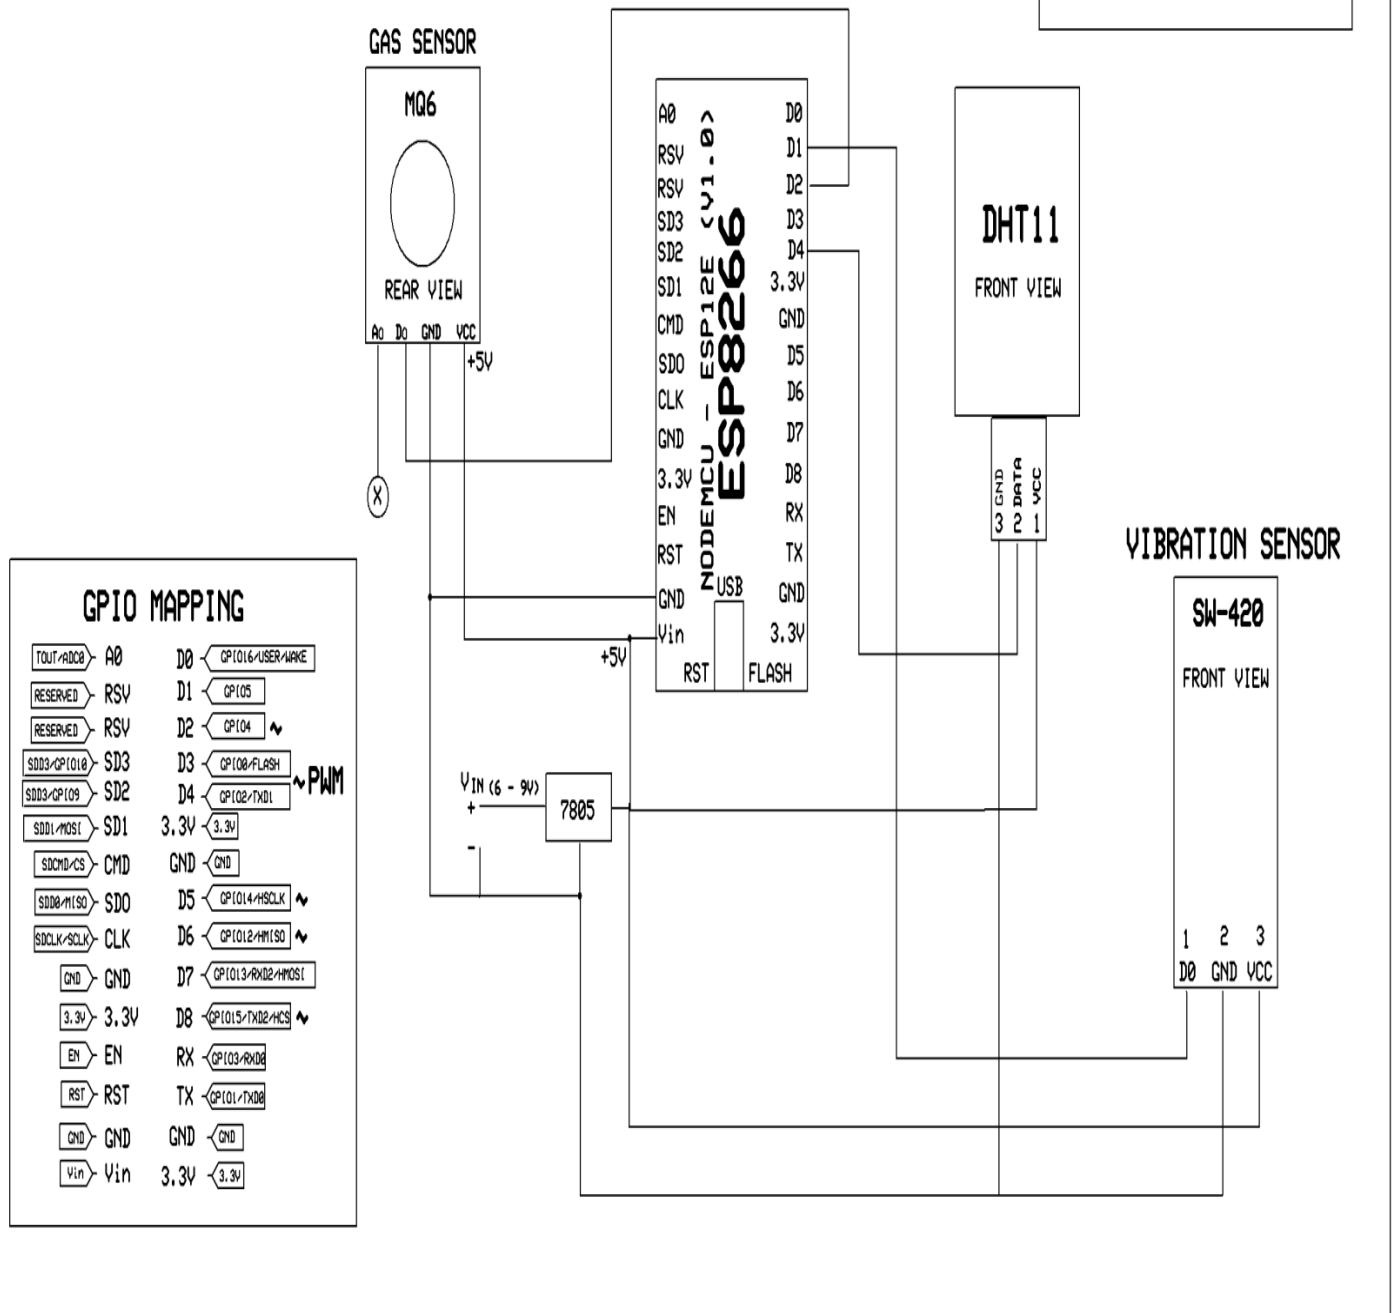 GAS SENSOR
MQ6
REAR VIEW
A0 D0 GND VCC
+5V
X
NODEMCU - ESP12E (V1.0)
ESP8266
A0 D0
RSV D1
RSV D2
SD3 D3
SD2 D4
SD1 3.3V
CMD GND
SDO D5
CLK D6
GND D7
3.3V D8
EN RX
RST TX
GND GND
Vin 3.3V
USB
RST FLASH
+5V
DHT11
FRONT VIEW
3 GND
2 DATA
1 VCC
VIBRATION SENSOR
SW-420
FRONT VIEW
1 2 3
D0 GND VCC
VIN (6 - 9V)
+
-
7805
GPIO MAPPING
TOUT/ADC0 A0 D0 GPIO16/USER/WAKE
RESERVED RSV D1 GPIO5
RESERVED RSV D2 GPIO4 ~
SDD3/GPIO10 SD3 D3 GPIO0/FLASH
~PWM
SDD3/GPIO9 SD2 D4 GPIO2/TXD1
SDD1/MOSI SD1 3.3V 3.3V
SDCMD/CS CMD GND GND
SDD0/MISO SDO D5 GPIO14/HSCLK ~
SDCLK/SCLK CLK D6 GPIO12/HMISO ~
GND GND D7 GPIO13/RXD2/HMOSI
3.3V 3.3V D8 GPIO15/TXD2/HCS ~
EN EN RX GPIO3/RXD0
RST RST TX GPIO1/TXD0
GND GND GND GND
Vin Vin 3.3V 3.3V